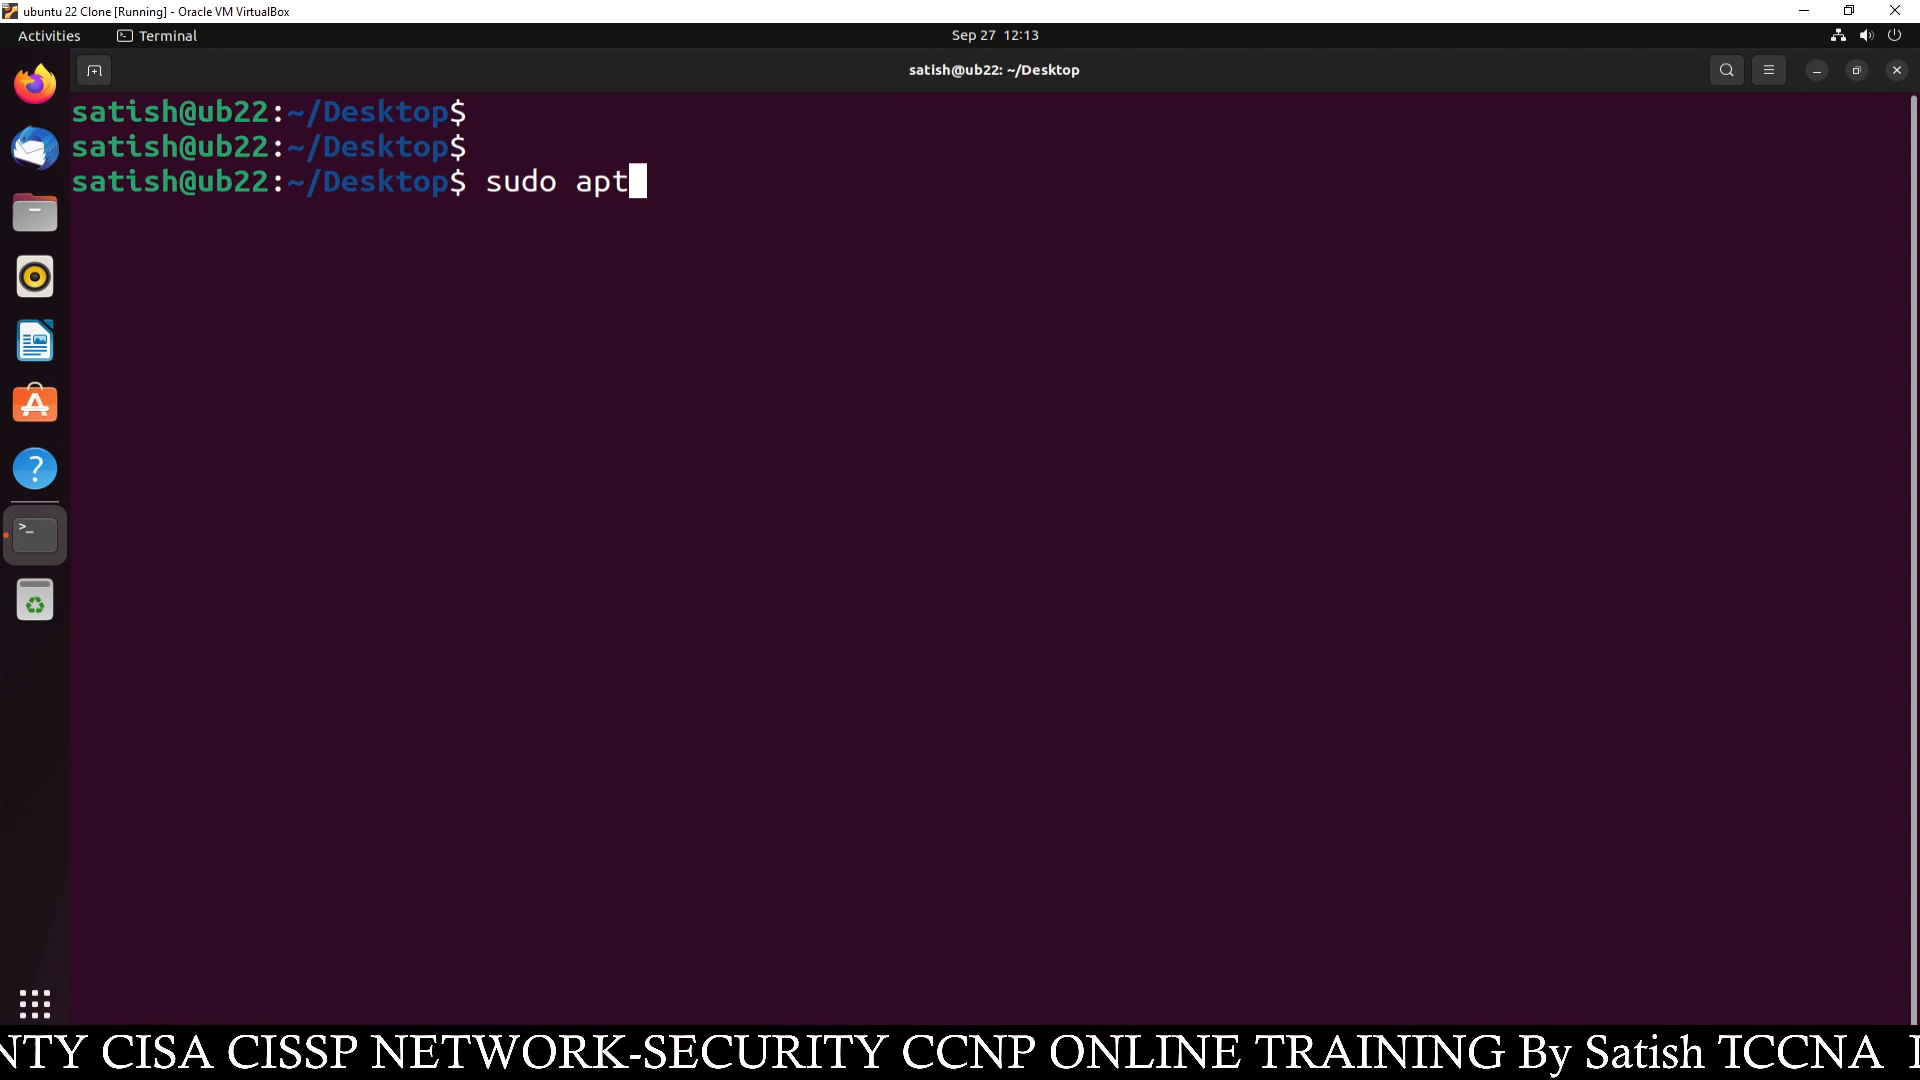 ubuntu 22 Clone [Running] - Oracle VM VirtualBox
Activities Terminal Sep 27 12:13
satish@ub22: ~/Desktop
satish@ub22:~/Desktop$
satish@ub22:~/Desktop$
satish@ub22:~/Desktop$ sudo apt
NTY CISA CISSP NETWORK-SECURITY CCNP ONLINE TRAINING By Satish TCCNA